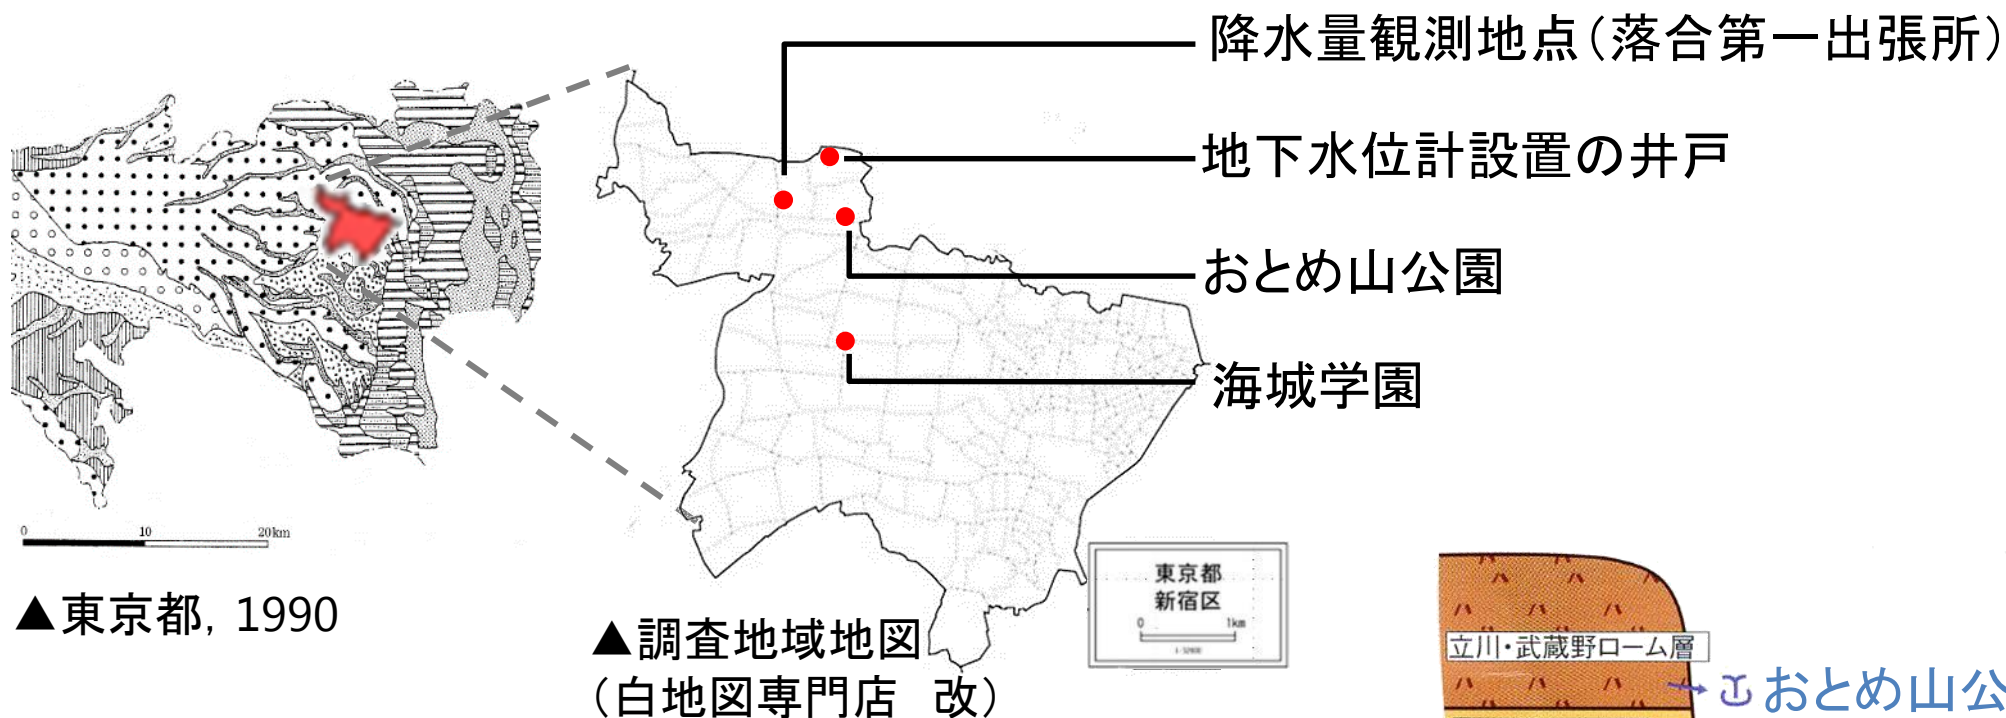 降水量観測地点(落合第一出張所)
地下水位計設置の井戸
おとめ山公園
海城学園
0 10 20km
▲東京都, 1990
▲調査地域地図
(白地図専門店 改)
東京都
新宿区
0 1km
立川・武蔵野ローム層
おとめ山公